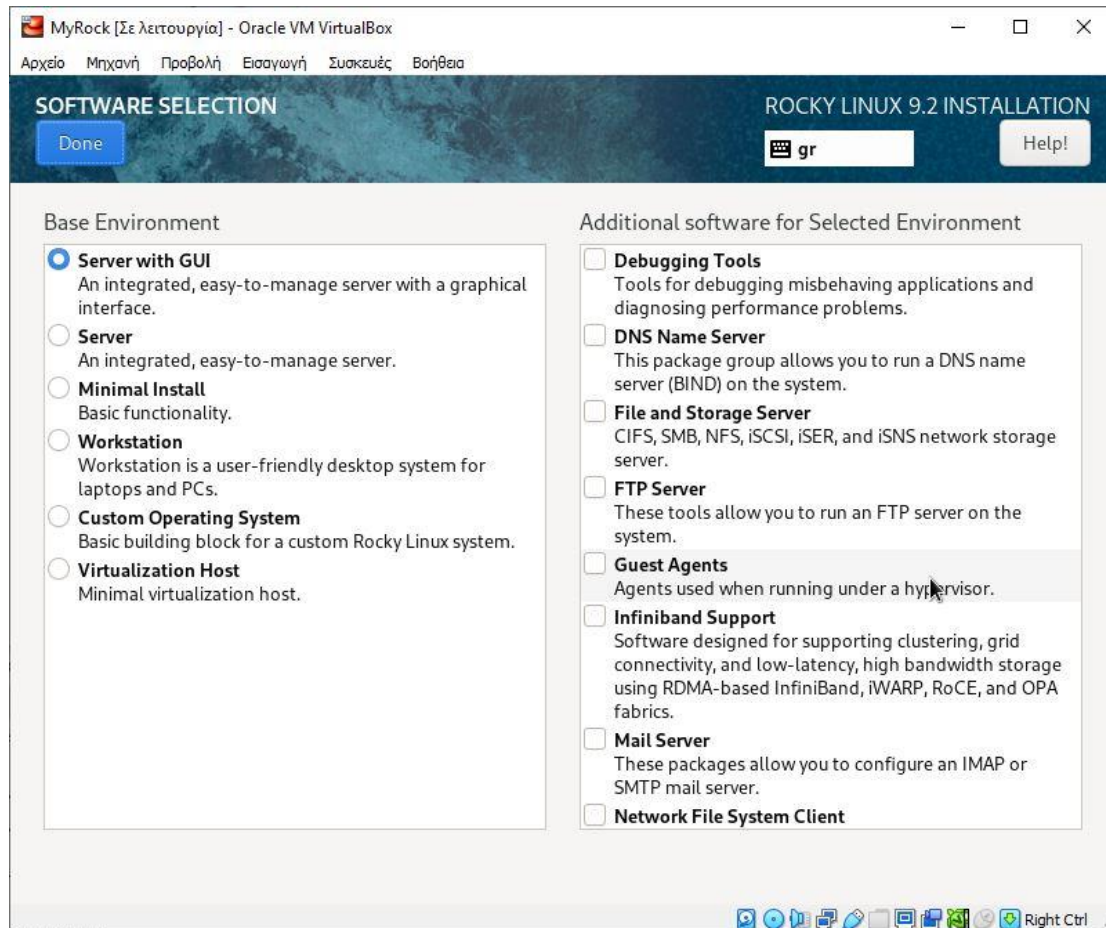 MyRock [Σε λειτουργία] - Oracle VM VirtualBox
Αρχείο Μηχανή Προβολή Εισαγωγή Συσκευές Βοήθεια
SOFTWARE SELECTION
Done
ROCKY LINUX 9.2 INSTALLATION
gr
Help!
Base Environment
Server with GUI
An integrated, easy-to-manage server with a graphical
interface.
Server
An integrated, easy-to-manage server.
Minimal Install
Basic functionality.
Workstation
Workstation is a user-friendly desktop system for
laptops and PCs.
Custom Operating System
Basic building block for a custom Rocky Linux system.
Virtualization Host
Minimal virtualization host.
Additional software for Selected Environment
Debugging Tools
Tools for debugging misbehaving applications and
diagnosing performance problems.
DNS Name Server
This package group allows you to run a DNS name
server (BIND) on the system.
File and Storage Server
CIFS, SMB, NFS, iSCSI, iSER, and iSNS network storage
server.
FTP Server
These tools allow you to run an FTP server on the
system.
Guest Agents
Agents used when running under a hypervisor.
Infiniband Support
Software designed for supporting clustering, grid
connectivity, and low-latency, high bandwidth storage
using RDMA-based InfiniBand, iWARP, RoCE, and OPA
fabrics.
Mail Server
These packages allow you to configure an IMAP or
SMTP mail server.
Network File System Client
Right Ctrl